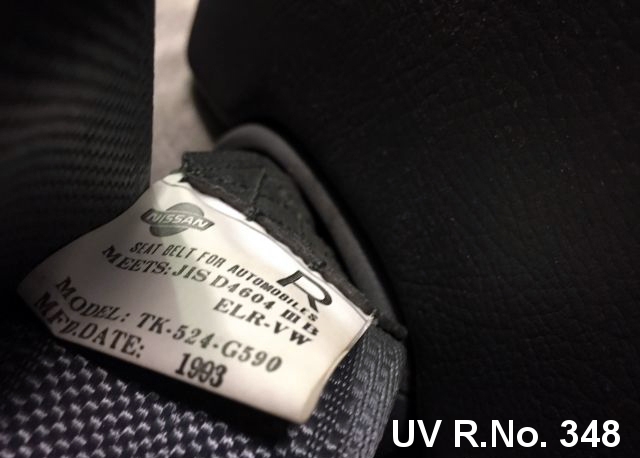 NISSAN
SEAT BELT FOR AUTOMOBILES
R
MEETS: JIS D4604 III B
ELR-VW
MODEL: TK-524-G590
MFD.DATE: 1993
UV R.No. 348